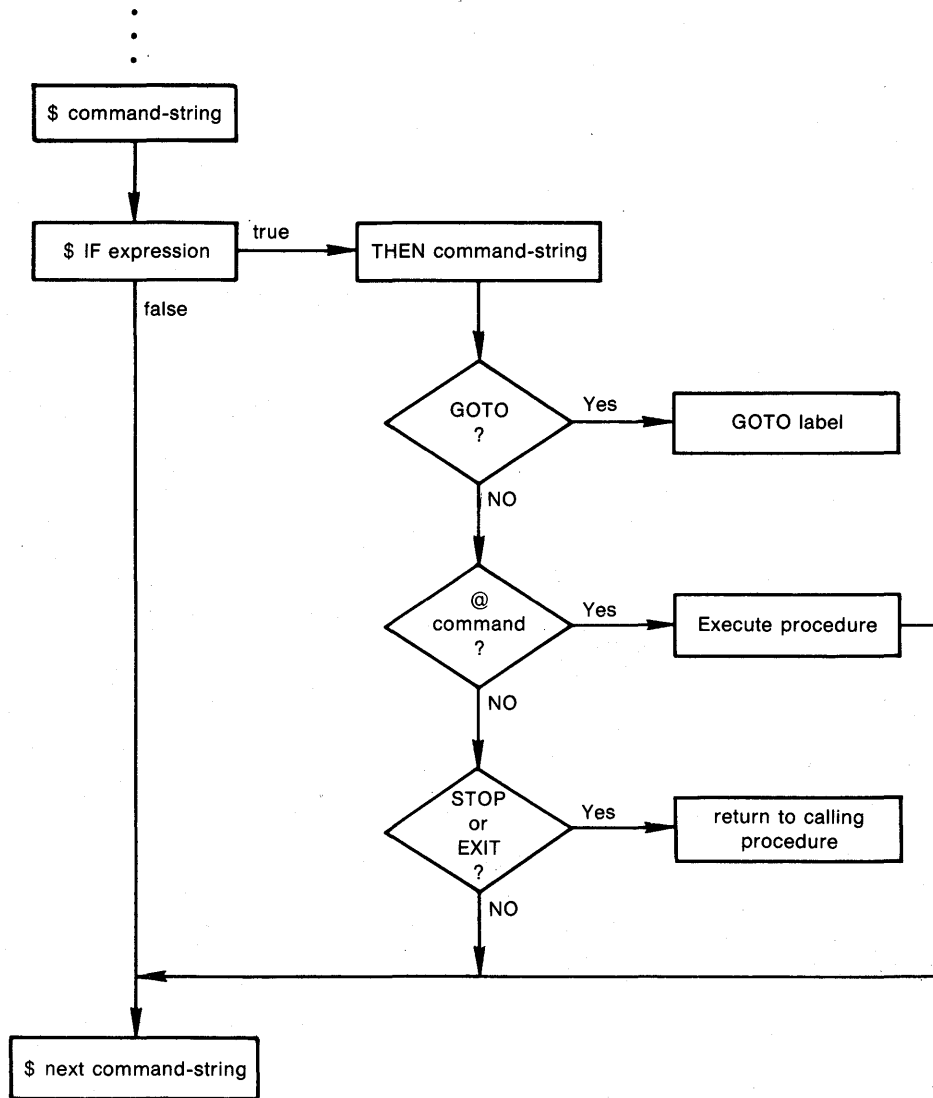 $ command-string
$ IF expression
true
THEN command-string
false
GOTO
?
Yes
GOTO label
NO
@
command
?
Yes
Execute procedure
NO
STOP
or
EXIT
?
Yes
return to calling
procedure
NO
$ next command-string